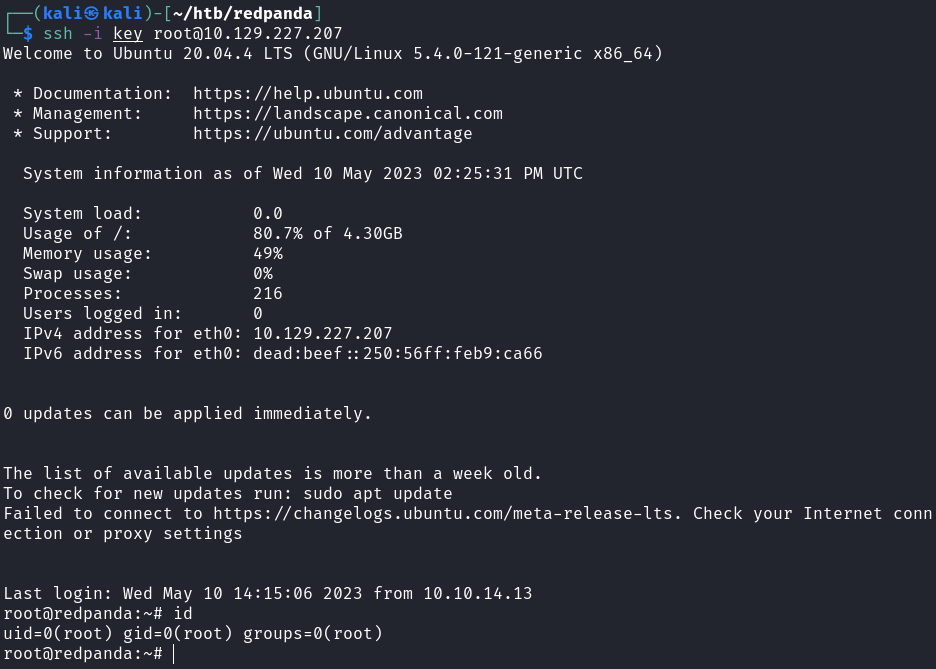 ┌──(kali㉿kali)-[~/htb/redpanda]
└─$ ssh -i key root@10.129.227.207
Welcome to Ubuntu 20.04.4 LTS (GNU/Linux 5.4.0-121-generic x86_64)
* Documentation:  https://help.ubuntu.com
* Management:     https://landscape.canonical.com
* Support:        https://ubuntu.com/advantage
System information as of Wed 10 May 2023 02:25:31 PM UTC
System load:           0.0
Usage of /:            80.7% of 4.30GB
Memory usage:          49%
Swap usage:            0%
Processes:             216
Users logged in:       0
IPv4 address for eth0: 10.129.227.207
IPv6 address for eth0: dead:beef::250:56ff:feb9:ca66
0 updates can be applied immediately.
The list of available updates is more than a week old.
To check for new updates run: sudo apt update
Failed to connect to https://changelogs.ubuntu.com/meta-release-lts. Check your Internet conn
ection or proxy settings
Last login: Wed May 10 14:15:06 2023 from 10.10.14.13
root@redpanda:~# id
uid=0(root) gid=0(root) groups=0(root)
root@redpanda:~#